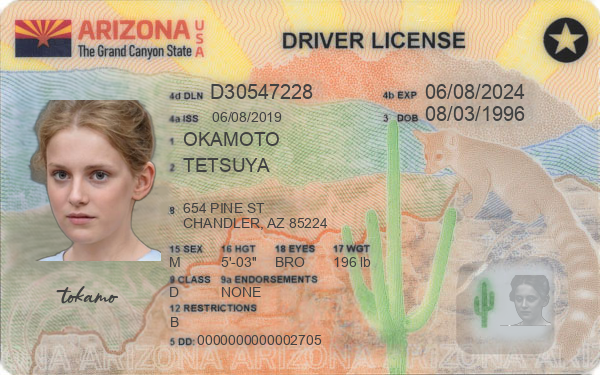 ARIZONA USA
The Grand Canyon State
DRIVER LICENSE
4d DLN D30547228
4b EXP 06/08/2024
4a ISS 06/08/2019
3 DOB 08/03/1996
1 OKAMOTO
2 TETSUYA
8 654 PINE ST
CHANDLER, AZ 85224
15 SEX 16 HGT 18 EYES 17 WGT
M 5'-03" BRO 196 lb
9 CLASS 9a ENDORSEMENTS
D NONE
tokamo
12 RESTRICTIONS
B
5 DD: 0000000000002705
ARIZONA ARIZONA ARIZONA ARIZONA